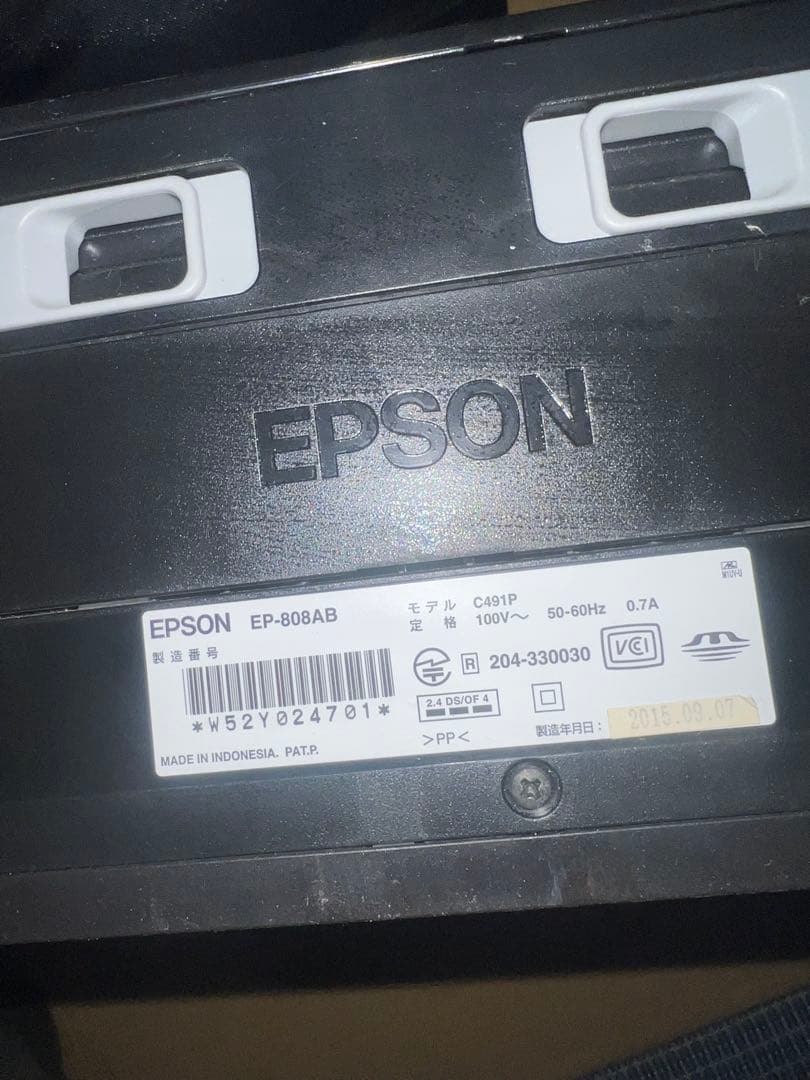 EPSON
EPSON EP-808AB
モデル C491P
定格 100V～ 50-60Hz 0.7A
製造番号
*W52Y024701*
R 204-330030
VCI
2.4 DS/OF 4
>PP<
製造年月日: 2015.09.07
MADE IN INDONESIA. PAT.P.